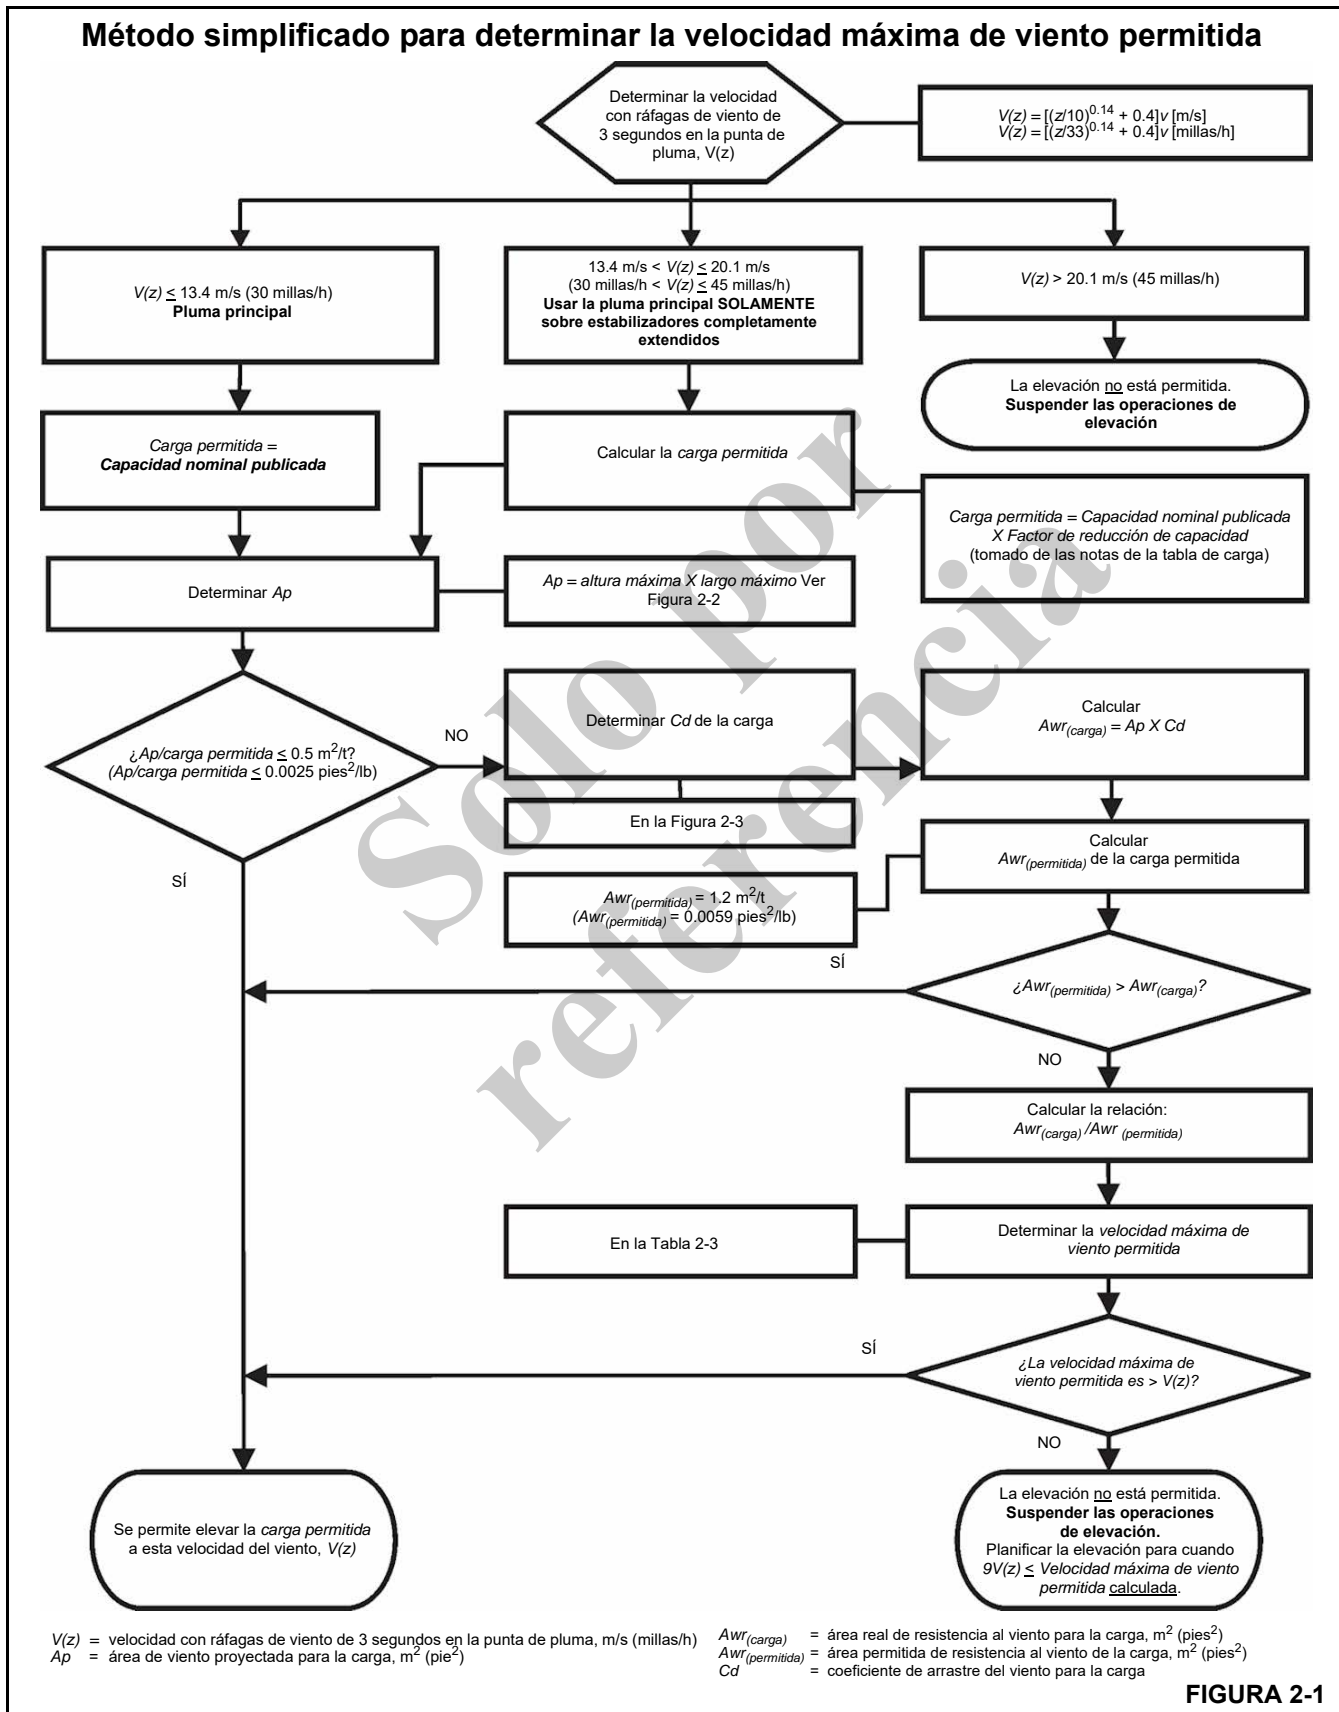 Método simplificado para determinar la velocidad máxima de viento permitida
Determinar la velocidad
con ráfagas de viento de
3 segundos en la punta de
pluma, V(z)
V(z) = [(z/10)^0.14 + 0.4]v [m/s]
V(z) = [(z/33)^0.14 + 0.4]v [millas/h]
V(z) ≤ 13.4 m/s (30 millas/h)
Pluma principal
13.4 m/s < V(z) ≤ 20.1 m/s
(30 millas/h < V(z) ≤ 45 millas/h)
Usar la pluma principal SOLAMENTE
sobre estabilizadores completamente
extendidos
V(z) > 20.1 m/s (45 millas/h)
La elevación no está permitida.
Suspender las operaciones de
elevación
Carga permitida =
Capacidad nominal publicada
Calcular la carga permitida
Carga permitida = Capacidad nominal publicada
X Factor de reducción de capacidad
(tomado de las notas de la tabla de carga)
Determinar Ap
Ap = altura máxima X largo máximo Ver
Figura 2-2
¿Ap/carga permitida ≤ 0.5 m²/t?
(Ap/carga permitida ≤ 0.0025 pies²/lb)
NO
Determinar Cd de la carga
Calcular
Awr(carga) = Ap X Cd
En la Figura 2-3
Calcular
Awr(permitida) de la carga permitida
SÍ
Awr(permitida) = 1.2 m²/t
(Awr(permitida) = 0.0059 pies²/lb)
SÍ
¿Awr(permitida) > Awr(carga)?
NO
Calcular la relación:
Awr(carga) /Awr (permitida)
En la Tabla 2-3
Determinar la velocidad máxima de
viento permitida
SÍ
¿La velocidad máxima de
viento permitida es > V(z)?
NO
Se permite elevar la carga permitida
a esta velocidad del viento, V(z)
La elevación no está permitida.
Suspender las operaciones
de elevación.
Planificar la elevación para cuando
9V(z) ≤ Velocidad máxima de viento
permitida calculada.
V(z) = velocidad con ráfagas de viento de 3 segundos en la punta de pluma, m/s (millas/h)
Ap = área de viento proyectada para la carga, m² (pie²)
Awr(carga) = área real de resistencia al viento para la carga, m² (pies²)
Awr(permitida) = área permitida de resistencia al viento de la carga, m² (pies²)
Cd = coeficiente de arrastre del viento para la carga
FIGURA 2-1
Solo por
referencia